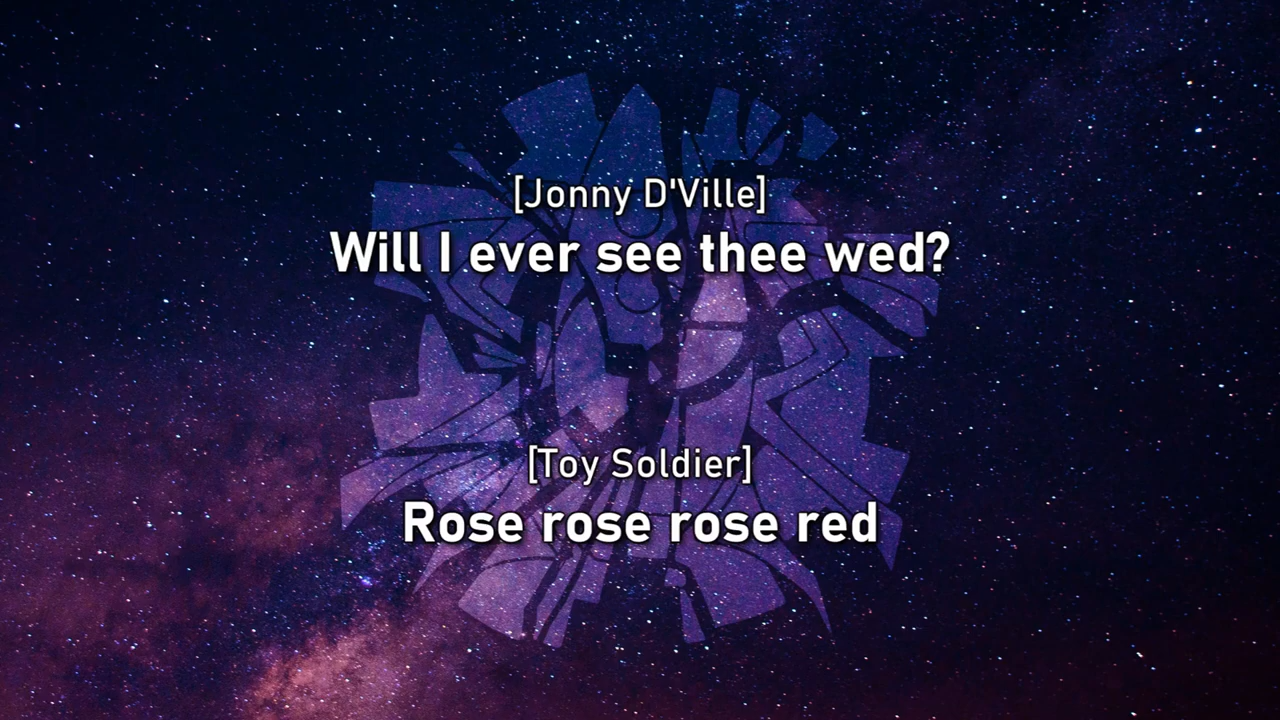 [Jonny D'Ville]
Will I ever see thee wed?
[Toy Soldier]
Rose rose rose red